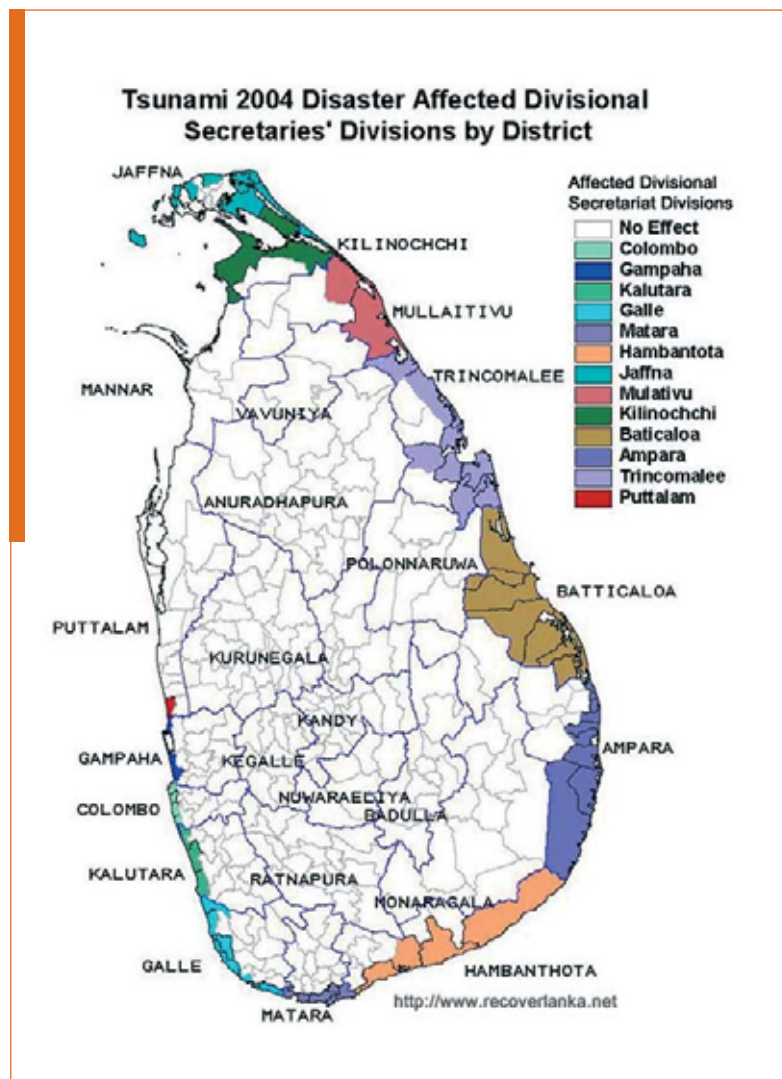 Tsunami 2004 Disaster Affected Divisional
Secretaries' Divisions by District
JAFFNA
KILINOCHCHI
MULLAITIVU
TRINCOMALEE
MANNAR
VAVUNIYA
ANURADHAPURA
POLONNARUWA
BATTICALOA
PUTTALAM
KURUNEGALA
KANDY
AMPARA
GAMPAHA
KEGALLE
NUWARAELIYA
COLOMBO
BADULLA
KALUTARA
RATNAPURA
MONARAGALA
GALLE
HAMBANTHOTA
MATARA
http://www.recoverlanka.net
Affected Divisional
Secretariat Divisions
No Effect
Colombo
Gampaha
Kalutara
Galle
Matara
Hambantota
Jaffna
Mulativu
Kilinochchi
Baticaloa
Ampara
Trincomalee
Puttalam